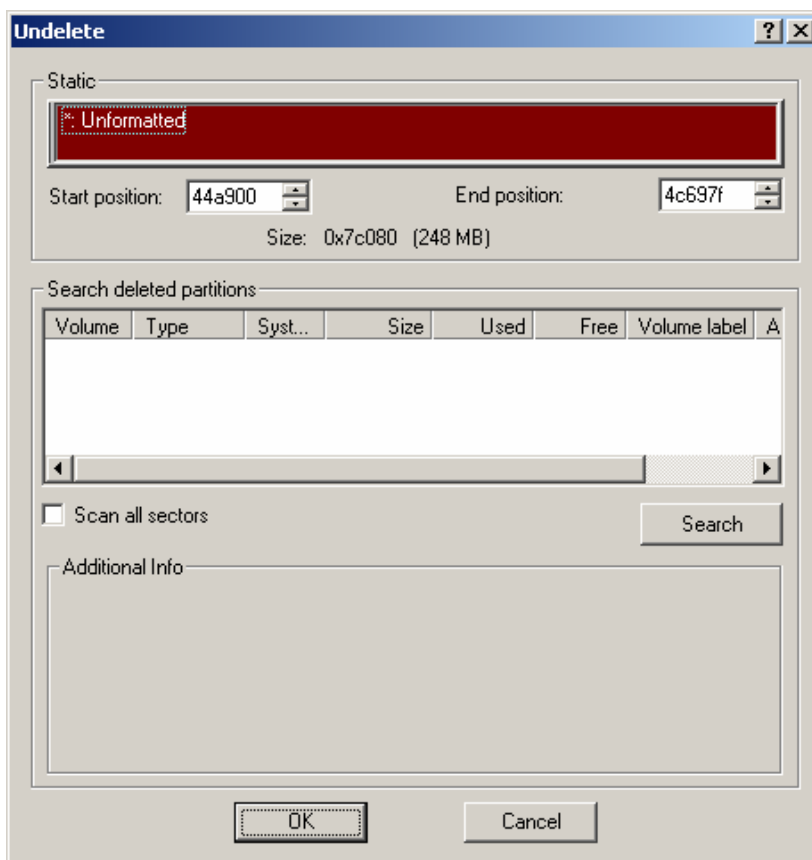 Undelete
Static
*: Unformatted
Start position: 44a900 End position: 4c697f
Size: 0x7c080 (248 MB)
Search deleted partitions
Volume Type Syst... Size Used Free Volume label A
Scan all sectors Search
Additional Info
OK Cancel